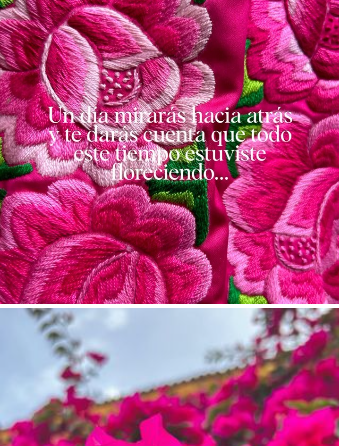 Un día mirarás hacia atrás
y te darás cuenta que todo
este tiempo estuviste
floreciendo...